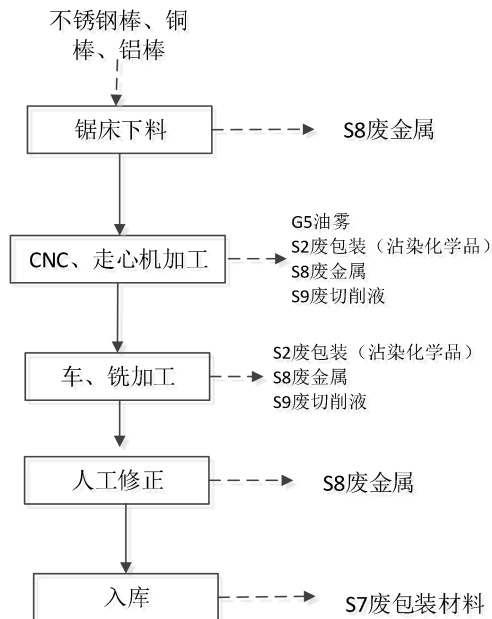 不锈钢棒、铜
棒、铝棒
锯床下料
S8废金属
CNC、走心机加工
G5油雾
S2废包装（沾染化学品）
S8废金属
S9废切削液
车、铣加工
S2废包装（沾染化学品）
S8废金属
S9废切削液
人工修正
S8废金属
入库
S7废包装材料